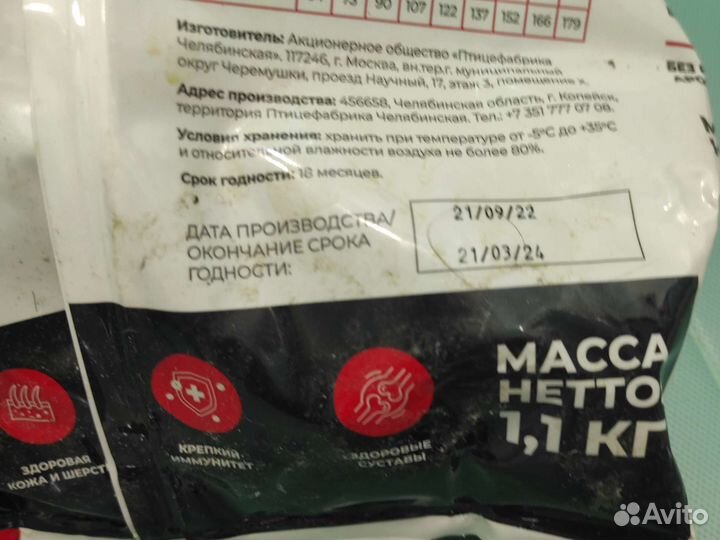 73 90 107 122 137 152 166 179
Изготовитель: Акционерное общество «Птицефабрика
Челябинская», 117246, г. Москва, вн.тер.г. муниципальный
округ Черемушки, проезд Научный, 17, этаж 3, помещение
Адрес производства: 456658, Челябинская область, г. Копейск,
территория Птицефабрика Челябинская. Тел.: +7 351 777 07 08.
Условия хранения: хранить при температуре от -5°C до +35°C
и относительной влажности воздуха не более 80%.
Срок годности: 18 месяцев.
ДАТА ПРОИЗВОДСТВА/
ОКОНЧАНИЕ СРОКА
ГОДНОСТИ:
21/09/22
21/03/24
БЕЗ
МАССА
НЕТТО
1,1 КГ
ЗДОРОВАЯ
КОЖА И ШЕРСТЬ
КРЕПКИЙ
ИММУНИТЕТ
ЗДОРОВЫЕ
СУСТАВЫ
Avito